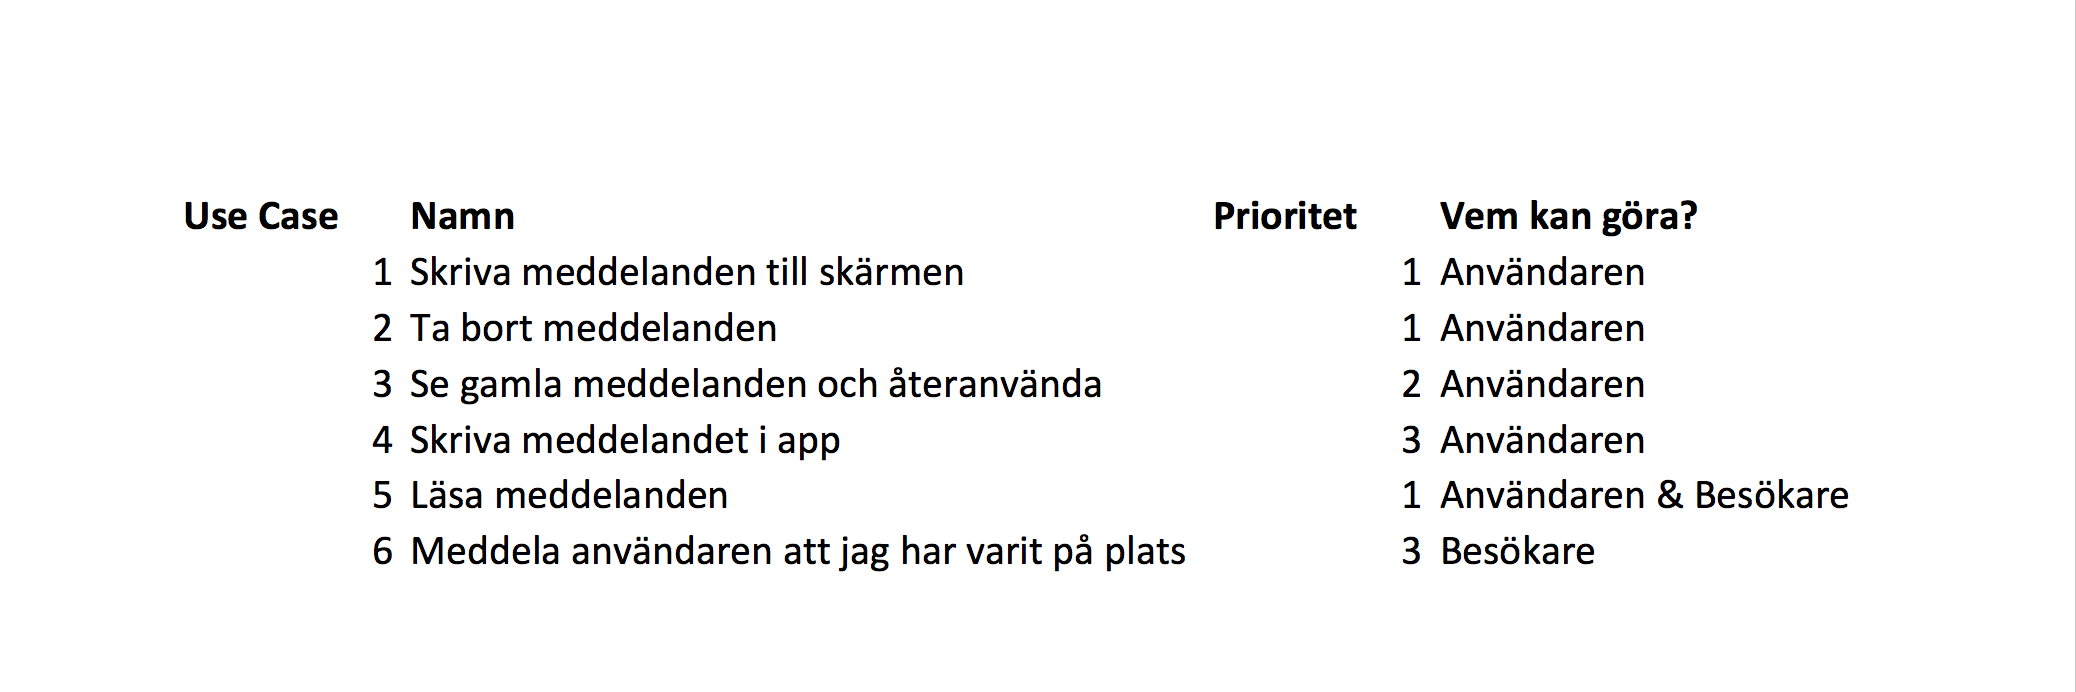 Use Case Namn Prioritet Vem kan göra?
1 Skriva meddelanden till skärmen 1 Användaren
2 Ta bort meddelanden 1 Användaren
3 Se gamla meddelanden och återanvända 2 Användaren
4 Skriva meddelandet i app 3 Användaren
5 Läsa meddelanden 1 Användaren & Besökare
6 Meddela användaren att jag har varit på plats 3 Besökare